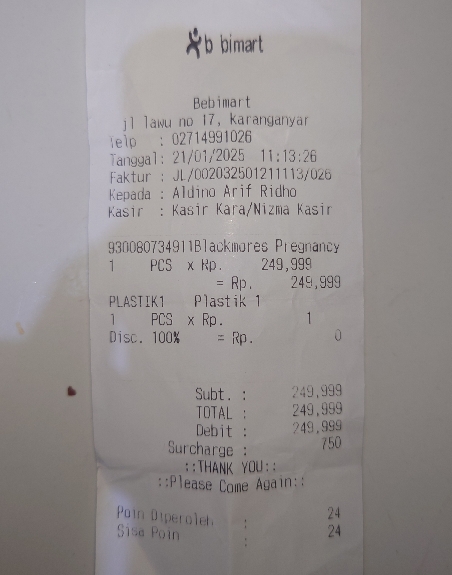 b bimart
Bebimart
jl lawu no 17, Karanganyar
Telp : 02714991026
Tanggal: 21/01/2025 11:13:26
Faktur : JL/002032501211113/026
Kepada : Aldino Arif Ridho
Kasir : Kasir Kara/Nizma Kasir
930080734911Blackmores Pregnancy
1 PCS x Rp. 249,999
= Rp. 249,999
PLASTIK1 Plastik 1
1 PCS x Rp. 1
Disc. 100% = Rp. 0
Subt. : 249,999
TOTAL : 249,999
Debit : 249,999
Surcharge : 750
::THANK YOU::
::Please Come Again::
Poin Diperoleh : 24
Sisa Poin : 24